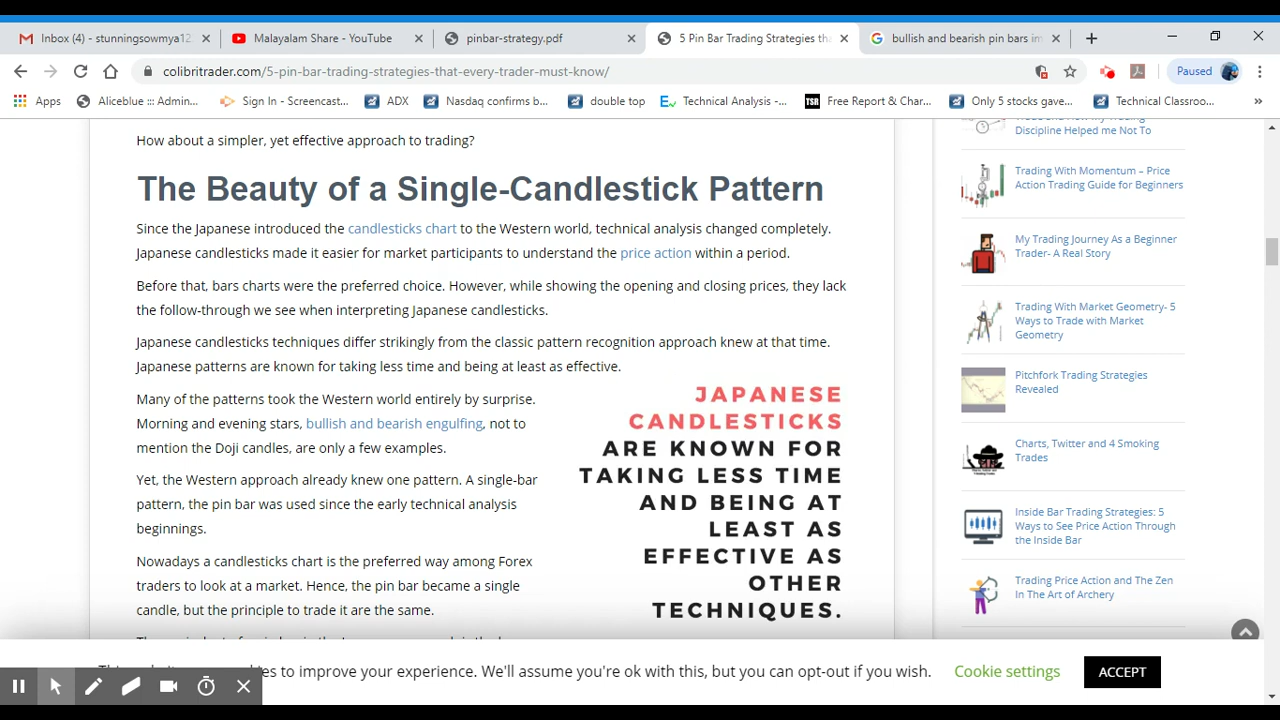 Inbox (4) - stunningsowmya12
Malayalam Share - YouTube
pinbar-strategy.pdf
5 Pin Bar Trading Strategies tha
bullish and bearish pin bars in
colibritrader.com/5-pin-bar-trading-strategies-that-every-trader-must-know/
Paused
Apps
Aliceblue ::: Admin...
Sign In - Screencast...
ADX
Nasdaq confirms b...
double top
Technical Analysis -...
TSR
Free Report & Char...
Only 5 stocks gave...
Technical Classroo...
»
How about a simpler, yet effective approach to trading?
The Beauty of a Single-Candlestick Pattern
Since the Japanese introduced the candlesticks chart to the Western world, technical analysis changed completely.
Japanese candlesticks made it easier for market participants to understand the price action within a period.
Before that, bars charts were the preferred choice. However, while showing the opening and closing prices, they lack
the follow-through we see when interpreting Japanese candlesticks.
Japanese candlesticks techniques differ strikingly from the classic pattern recognition approach knew at that time.
Japanese patterns are known for taking less time and being at least as effective.
Many of the patterns took the Western world entirely by surprise.
Morning and evening stars, bullish and bearish engulfing, not to
mention the Doji candles, are only a few examples.
Yet, the Western approach already knew one pattern. A single-bar
pattern, the pin bar was used since the early technical analysis
beginnings.
Nowadays a candlesticks chart is the preferred way among Forex
traders to look at a market. Hence, the pin bar became a single
candle, but the principle to trade it are the same.
JAPANESE
CANDLESTICKS
ARE KNOWN FOR
TAKING LESS TIME
AND BEING AT
LEAST AS
EFFECTIVE AS
OTHER
TECHNIQUES.
Discipline Helped me Not To
Trading With Momentum – Price
Action Trading Guide for Beginners
My Trading Journey As a Beginner
Trader- A Real Story
Trading With Market Geometry- 5
Ways to Trade with Market
Geometry
Pitchfork Trading Strategies
Revealed
Charts, Twitter and 4 Smoking
Trades
Inside Bar Trading Strategies: 5
Ways to See Price Action Through
the Inside Bar
Trading Price Action and The Zen
In The Art of Archery
to improve your experience. We'll assume you're ok with this, but you can opt-out if you wish.
Cookie settings
ACCEPT